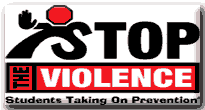 STOP
THE VIOLENCE
Students Taking On Prevention